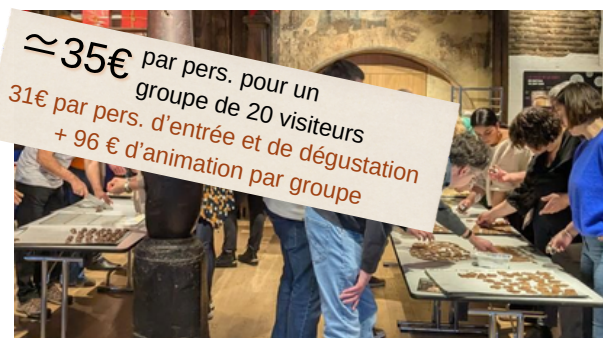 ≃35€ par pers. pour un
groupe de 20 visiteurs
31€ par pers. d’entrée et de dégustation
+ 96 € d’animation par groupe